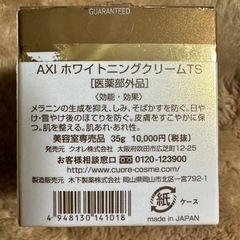 GUARANTEED
AXI ホワイトニングクリームTS
[医薬部外品]
〈効能・効果〉
メラニンの生成を抑え、しみ、そばかすを防ぐ。日や
け・雪やけ後のほてりを防ぐ。皮膚をすこやかに保
つ。肌あれ・あれ性。
美容室専売品 35g 10,000円(税抜)
発売元 クオレ株式会社 大阪府吹田市広芝町12-25
お客様相談窓口 0120-123900
http://www.cuore-cosme.com/
製造販売元 木下製薬株式会社 岡山県岡山市北区一宮792-1
4 948130 141018
紙
ケース
made in JAPAN